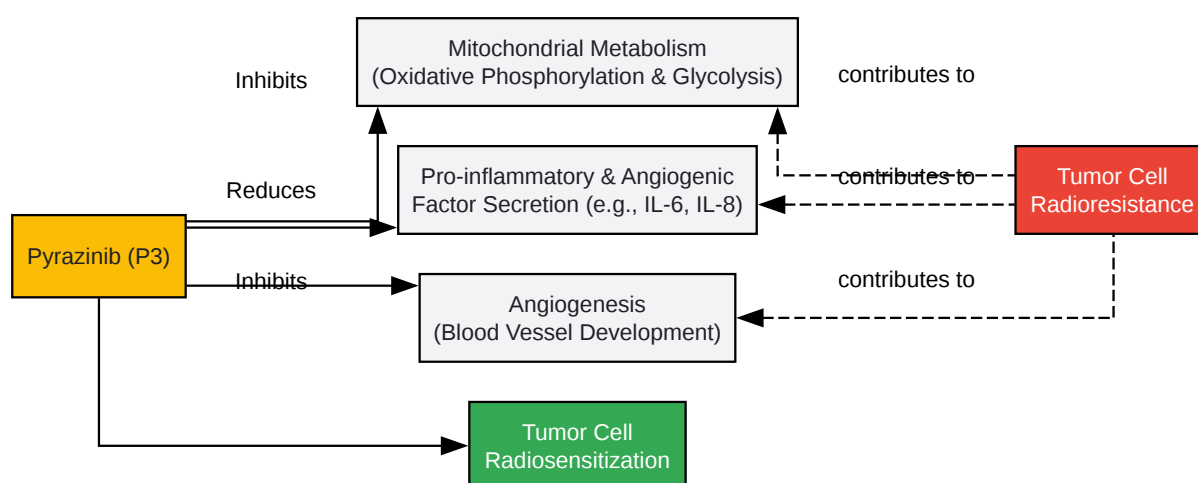 Mitochondrial Metabolism
(Oxidative Phosphorylation & Glycolysis)
Inhibits
contributes to
Pro-inflammatory & Angiogenic
Factor Secretion (e.g., IL-6, IL-8)
Reduces
contributes to
Tumor Cell
Radioresistance
Pyrazinib (P3)
Inhibits
contributes to
Angiogenesis
(Blood Vessel Development)
Tumor Cell
Radiosensitization